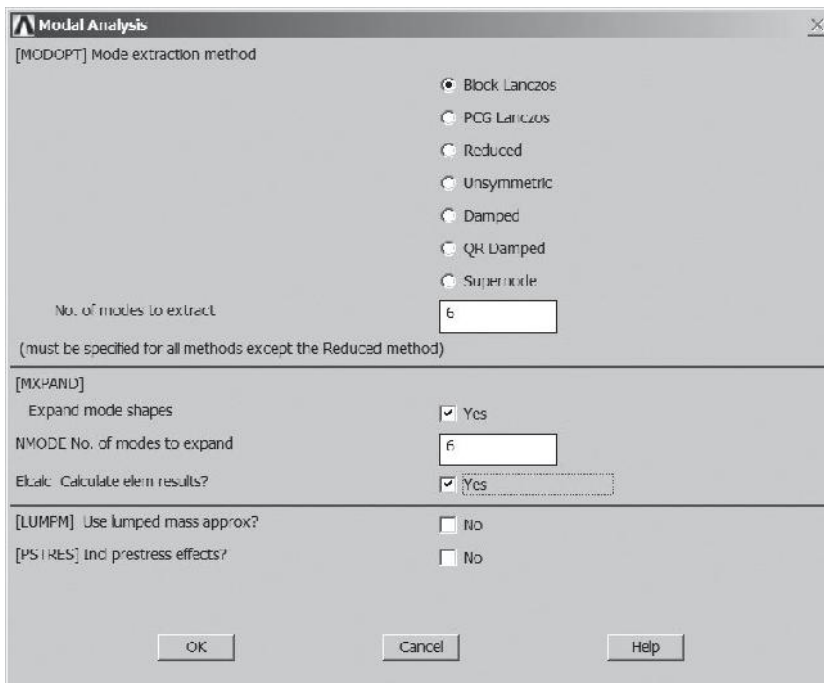 Modal Analysis
[MODOPT] Mode extraction method
Block Lanczos
PCG Lanczos
Reduced
Unsymmetric
Damped
QR Damped
Supernode
No. of modes to extract 6
(must be specified for all methods except the Reduced method)
[MXPAND]
Expand mode shapes Yes
NMODE No. of modes to expand 6
Elcalc Calculate elem results? Yes
[LUMPM] Use lumped mass approx? No
[PSTRES] Incl prestress effects? No
OK Cancel Help